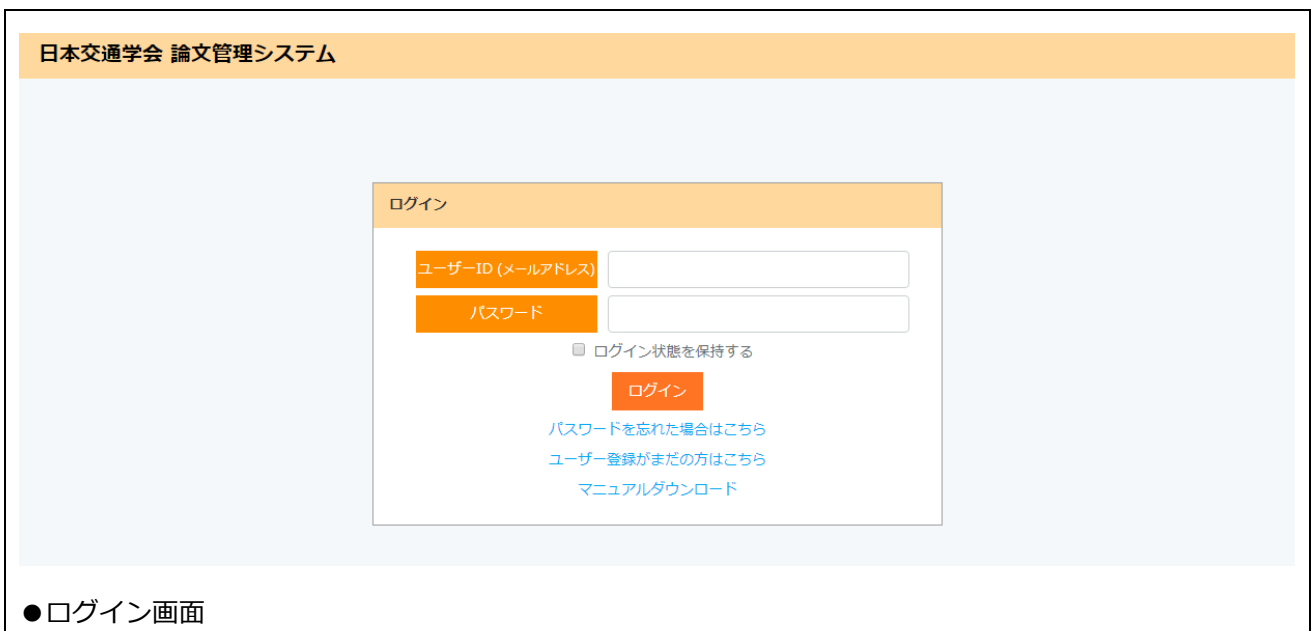 日本交通学会 論文管理システム
ログイン
ユーザーID (メールアドレス)
パスワード
ログイン状態を保持する
ログイン
パスワードを忘れた場合はこちら
ユーザー登録がまだの方はこちら
マニュアルダウンロード
●ログイン画面